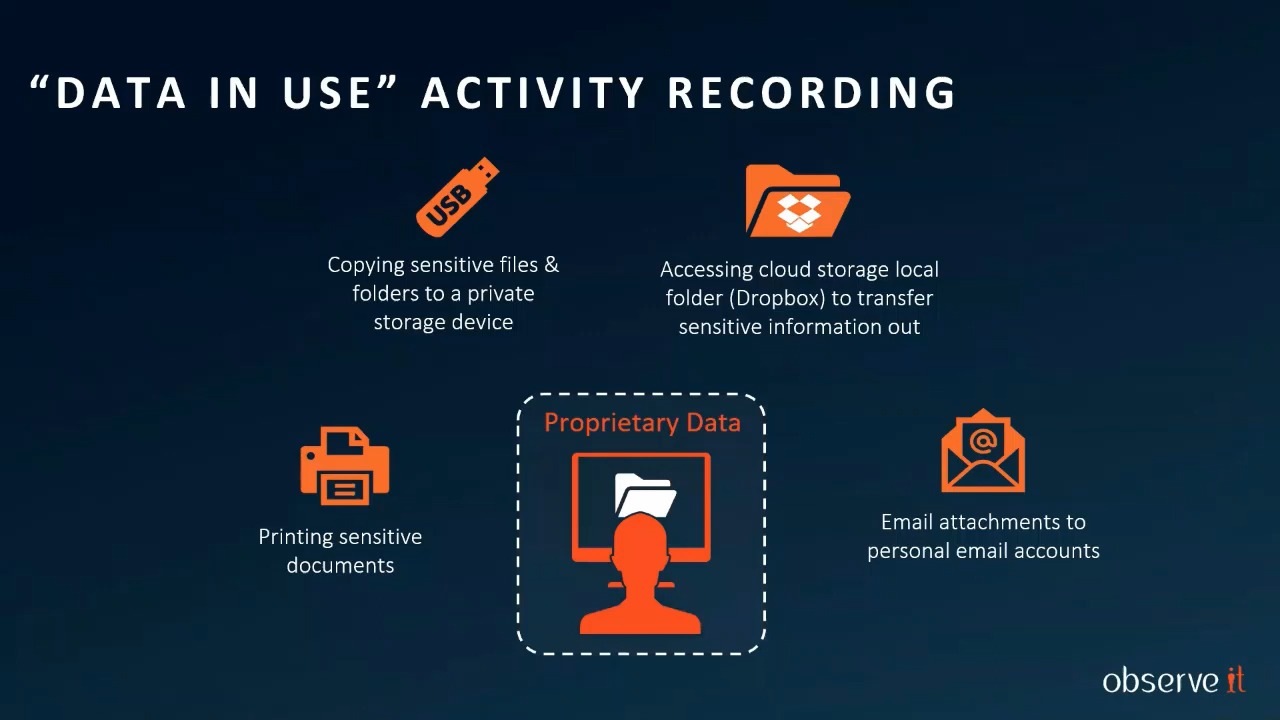 “DATA IN USE” ACTIVITY RECORDING
USB
Copying sensitive files &
folders to a private
storage device
Accessing cloud storage local
folder (Dropbox) to transfer
sensitive information out
Printing sensitive
documents
Proprietary Data
@
Email attachments to
personal email accounts
observe it